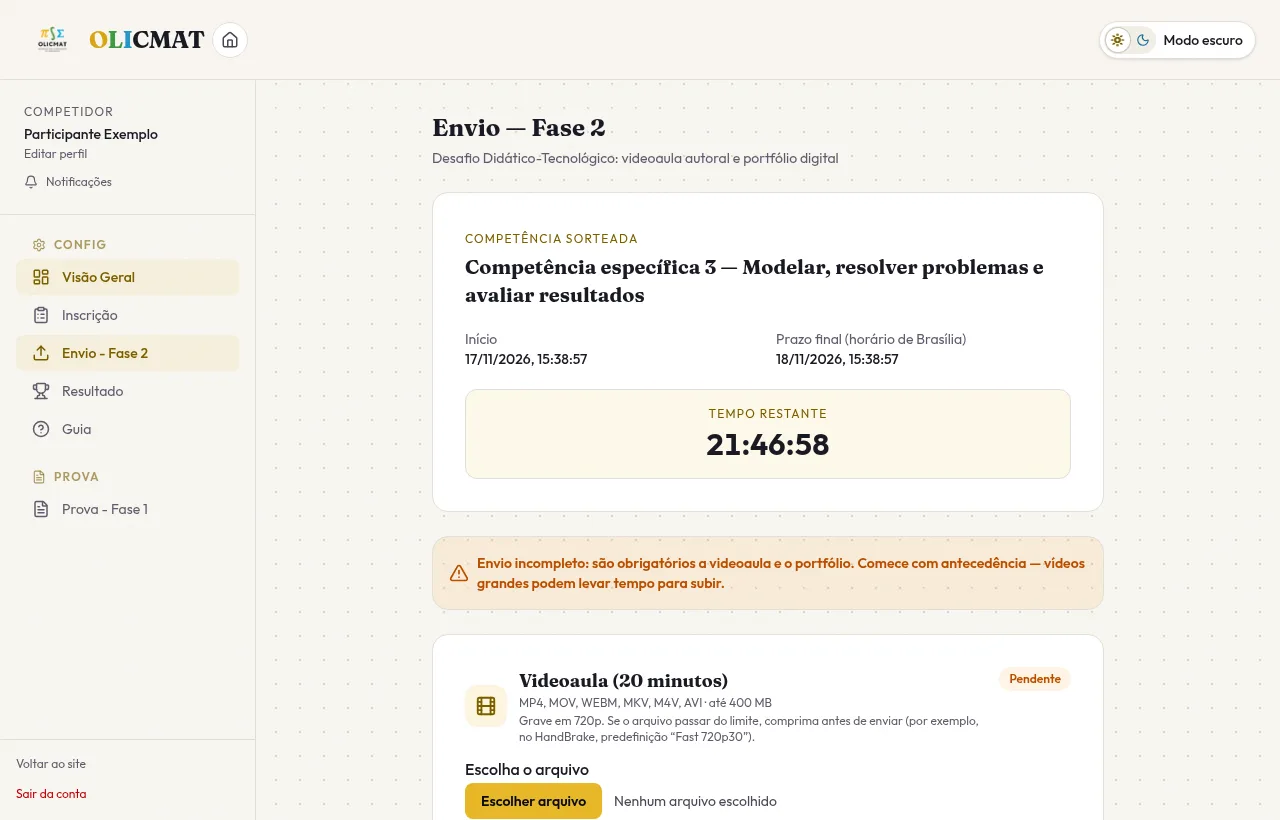 OLICMAT
OLICMAT
Modo escuro
COMPETIDOR
Participante Exemplo
Editar perfil
Notificações
CONFIG
Visão Geral
Inscrição
Envio - Fase 2
Resultado
Guia
PROVA
Prova - Fase 1
Voltar ao site
Sair da conta
Envio — Fase 2
Desafio Didático-Tecnológico: videoaula autoral e portfólio digital
COMPETÊNCIA SORTEADA
Competência específica 3 — Modelar, resolver problemas e
avaliar resultados
Início
17/11/2026, 15:38:57
Prazo final (horário de Brasília)
18/11/2026, 15:38:57
TEMPO RESTANTE
21:46:58
Envio incompleto: são obrigatórios a videoaula e o portfólio. Comece com antecedência — vídeos
grandes podem levar tempo para subir.
Videoaula (20 minutos)
Pendente
MP4, MOV, WEBM, MKV, M4V, AVI · até 400 MB
Grave em 720p. Se o arquivo passar do limite, comprima antes de enviar (por exemplo,
no HandBrake, predefinição “Fast 720p30”).
Escolha o arquivo
Escolher arquivo
Nenhum arquivo escolhido